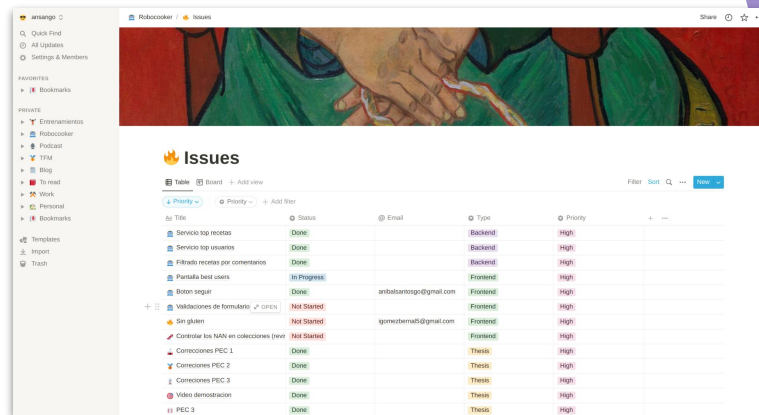 ansango
Robocooker / Issues
Share
Quick Find
All Updates
Settings & Members
FAVORITES
Bookmarks
PRIVATE
Entrenamientos
Robocooker
Podcast
TFM
Blog
To read
Work
Personal
Bookmarks
Templates
Import
Trash
Issues
Table Board + Add view
Filter Sort New
Priority Priority + Add filter
Aa Title Status @ Email Type Priority
Servicio top recetas Done Backend High
Servicio top usuarios Done Backend High
Filtrado recetas por comentarios Done Backend High
Pantalla best users In Progress Frontend High
Boton seguir Done anibalsantosgo@gmail.com Frontend High
Validaciones de formulario OPEN Not Started Frontend High
Sin gluten Not Started igomezbernal5@gmail.com Frontend High
Controlar los NAN en colecciones (revi Not Started Frontend High
Correcciones PEC 1 Done Thesis High
Correciones PEC 2 Done Thesis High
Correciones PEC 3 Done Thesis High
Video demostracion Done Thesis High
PEC 3 Done Thesis High